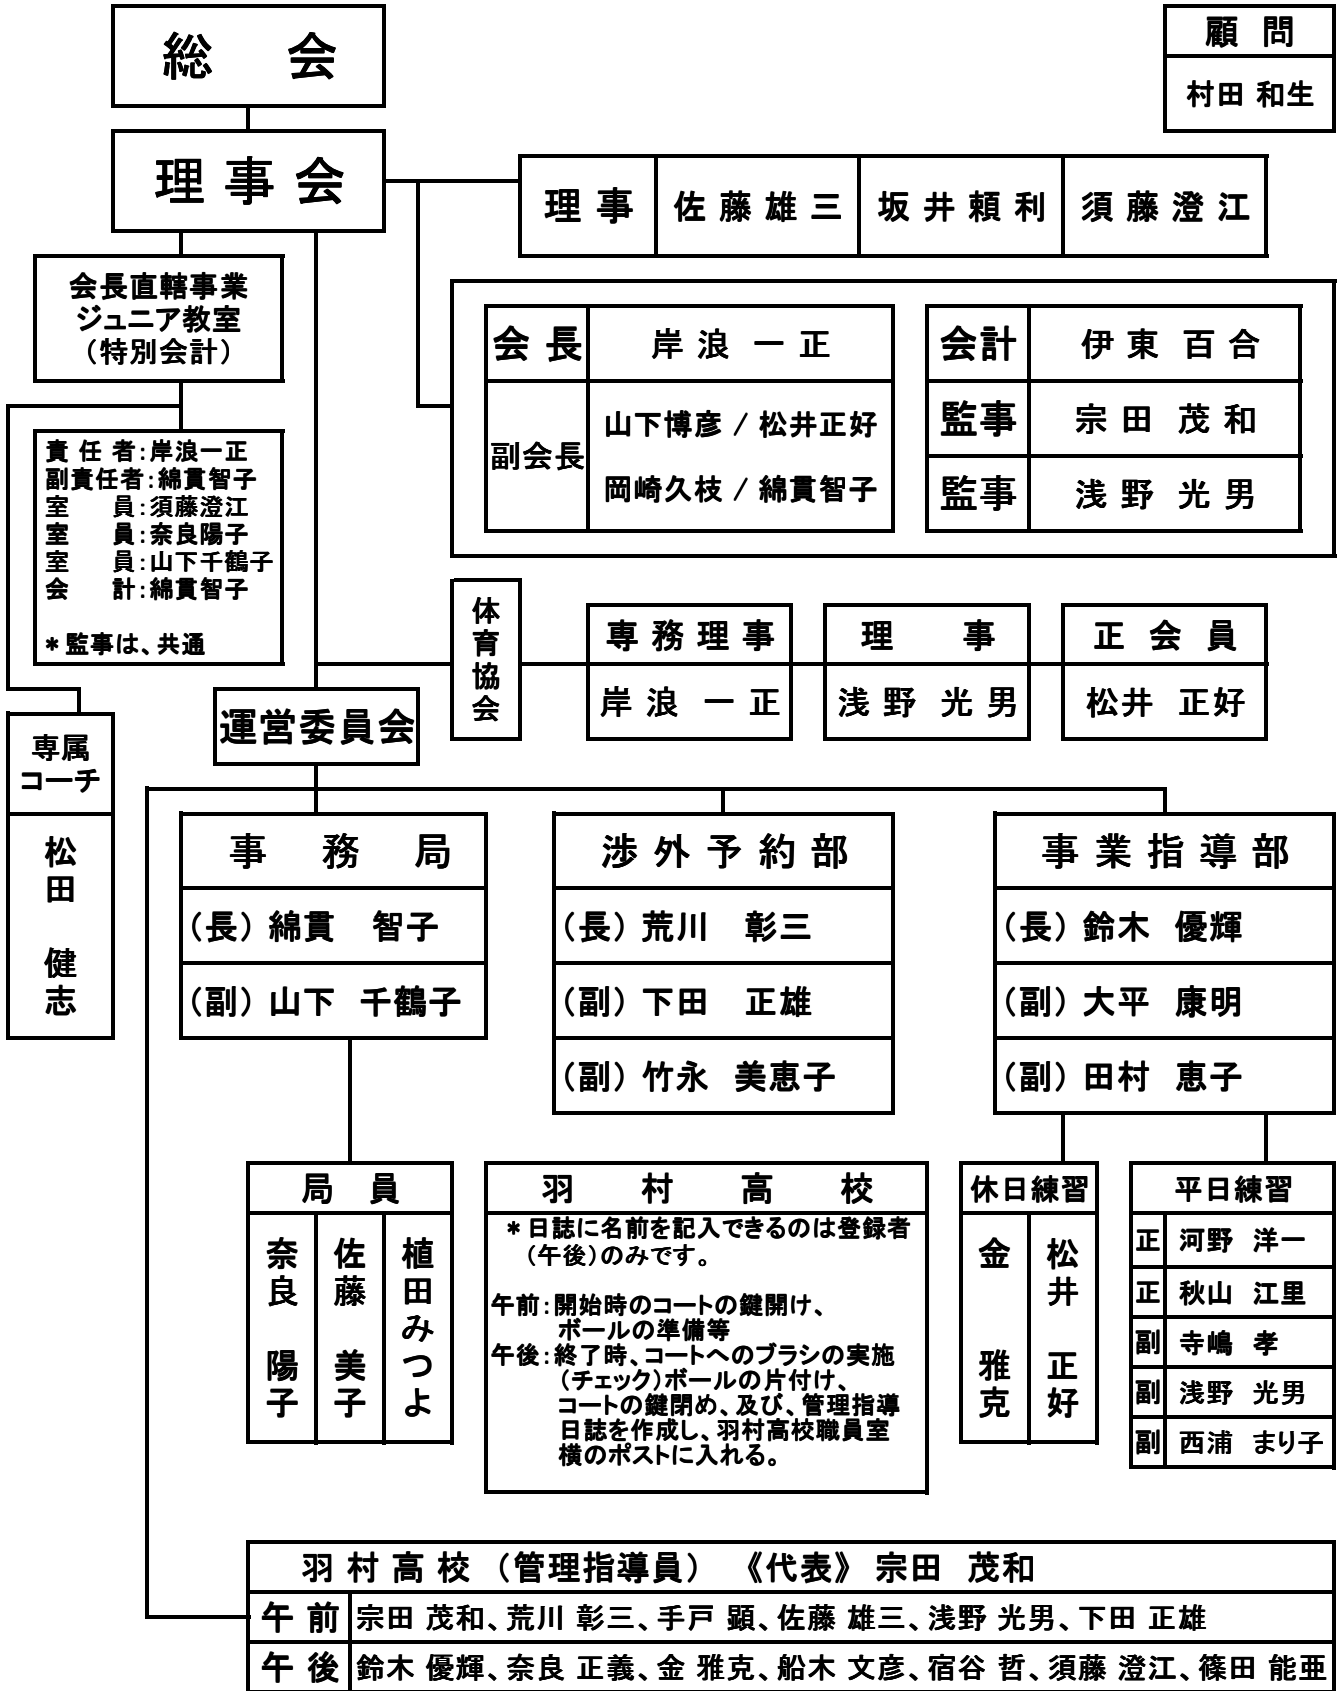 総　会
顧　問
村田 和生
理 事 会
理 事　佐 藤 雄 三　坂 井 頼 利　須 藤 澄 江
会長直轄事業
ジュニア教室
（特別会計）
会 長　岸 浪 一 正
副会長　山下博彦 / 松井正好
岡崎久枝 / 綿貫智子
会計　伊 東 百 合
監事　宗 田 茂 和
監事　浅 野 光 男
責 任 者：岸浪一正
副責任者：綿貫智子
室　　員：須藤澄江
室　　員：奈良陽子
室　　員：山下千鶴子
会　　計：綿貫智子
＊監事は、共通
体育協会
専 務 理 事
岸 浪 一 正
理　　事
浅 野 光 男
正 会 員
松井 正好
専属
コーチ
松田 健志
運営委員会
事　務　局
（長）綿貫　智子
（副）山下　千鶴子
渉 外 予 約 部
（長）荒川　彰三
（副）下田　正雄
（副）竹永　美恵子
事 業 指 導 部
（長）鈴木　優輝
（副）大平　康明
（副）田村　恵子
局　員
奈良 陽子
佐藤 美子
植田みつよ
羽　村　高　校
＊日誌に名前を記入できるのは登録者
（午後）のみです。
午前：開始時のコートの鍵開け、
ボールの準備等
午後：終了時、コートへのブラシの実施
（チェック）ボールの片付け、
コートの鍵閉め、及び、管理指導
日誌を作成し、羽村高校職員室
横のポストに入れる。
休日練習
金 雅克
松井 正好
平日練習
正　河野 洋一
正　秋山 江里
副　寺嶋 孝
副　浅野 光男
副　西浦 まり子
羽 村 高 校 （管理指導員）　《代表》 宗田　茂和
午 前　宗田 茂和、荒川 彰三、手戸 顕、佐藤 雄三、浅野 光男、下田 正雄
午 後　鈴木 優輝、奈良 正義、金 雅克、船木 文彦、宿谷 哲、須藤 澄江、篠田 能亜